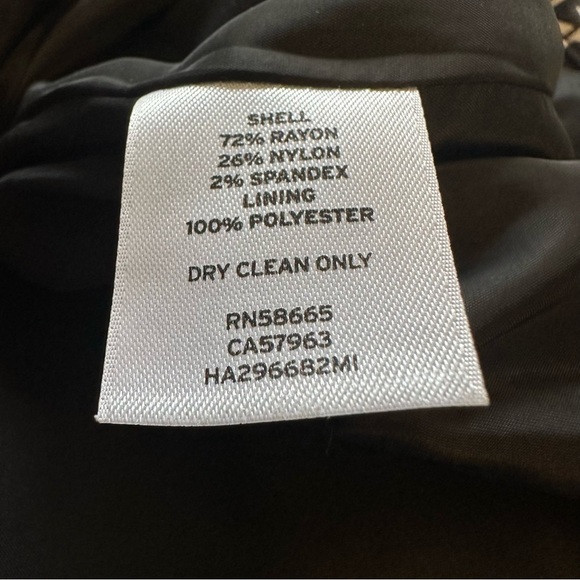 SHELL
72% RAYON
26% NYLON
2% SPANDEX
LINING
100% POLYESTER
DRY CLEAN ONLY
RN58665
CA57963
HA296682MI